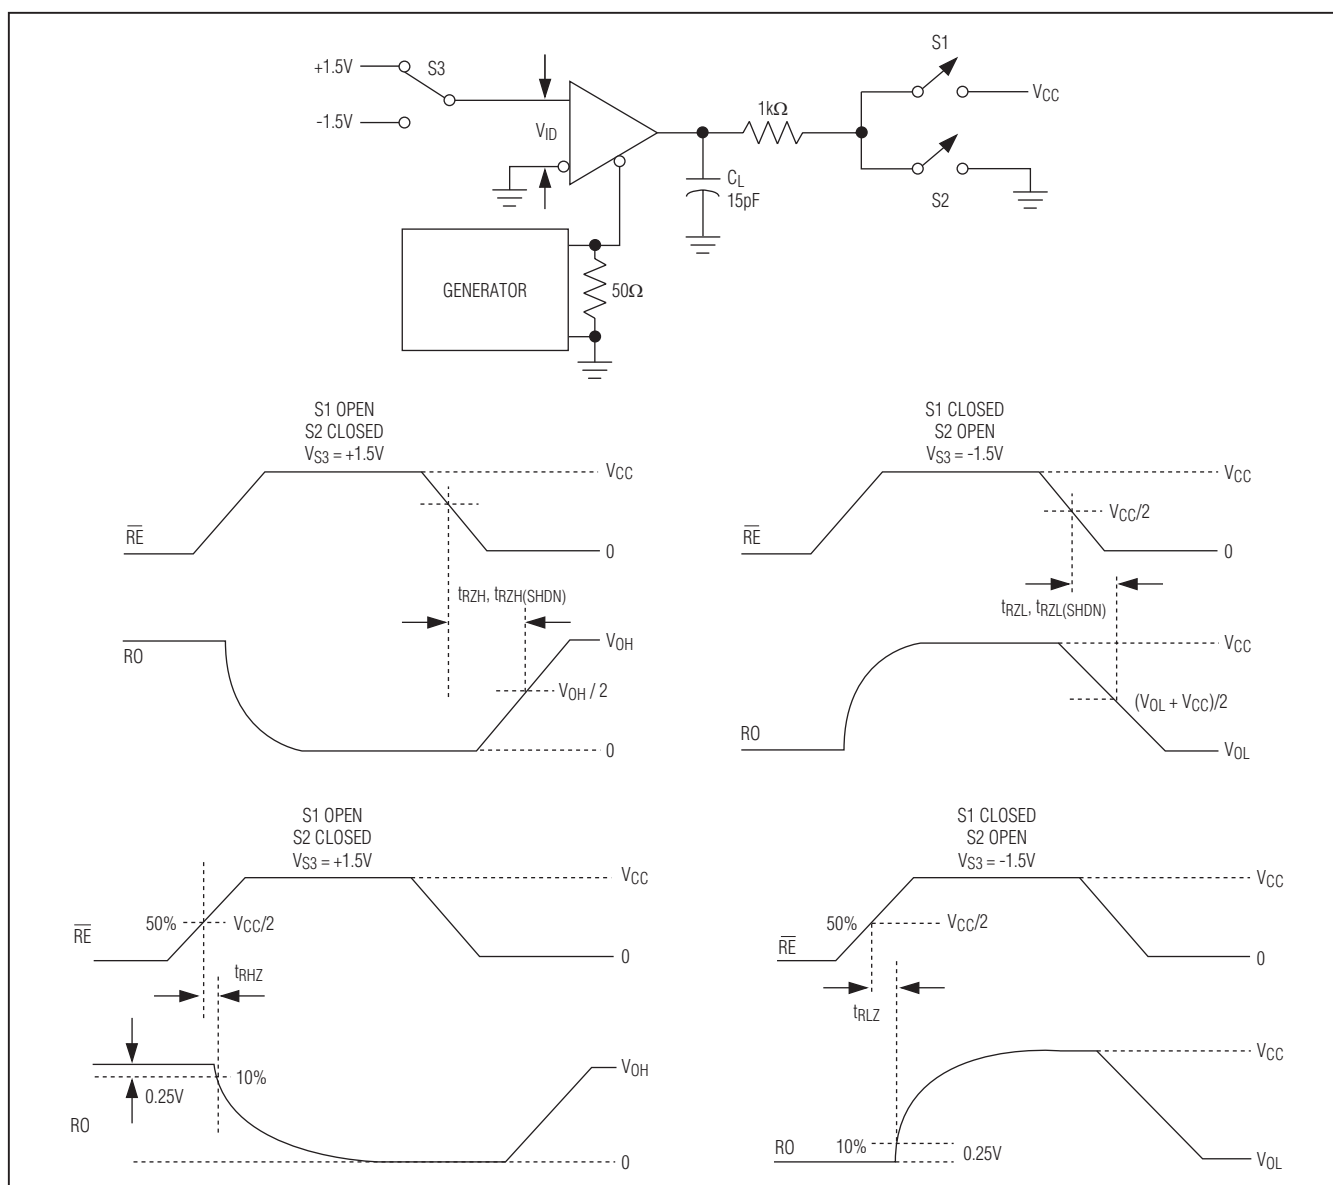 S1
+1.5V
S3
VCC
1kΩ
-1.5V
VID
CL
15pF
S2
GENERATOR
50Ω
S1 OPEN
S2 CLOSED
VS3 = +1.5V
VCC
RE
0
tRZH, tRZH(SHDN)
VOH
RO
VOH / 2
0
S1 CLOSED
S2 OPEN
VS3 = -1.5V
VCC
VCC/2
RE
0
tRZL, tRZL(SHDN)
VCC
(VOL + VCC)/2
RO
VOL
S1 OPEN
S2 CLOSED
VS3 = +1.5V
VCC
50%
VCC/2
RE
0
tRHZ
VOH
10%
0.25V
RO
0
S1 CLOSED
S2 OPEN
VS3 = -1.5V
VCC
50%
VCC/2
RE
0
tRLZ
VCC
RO
10%
0.25V
VOL